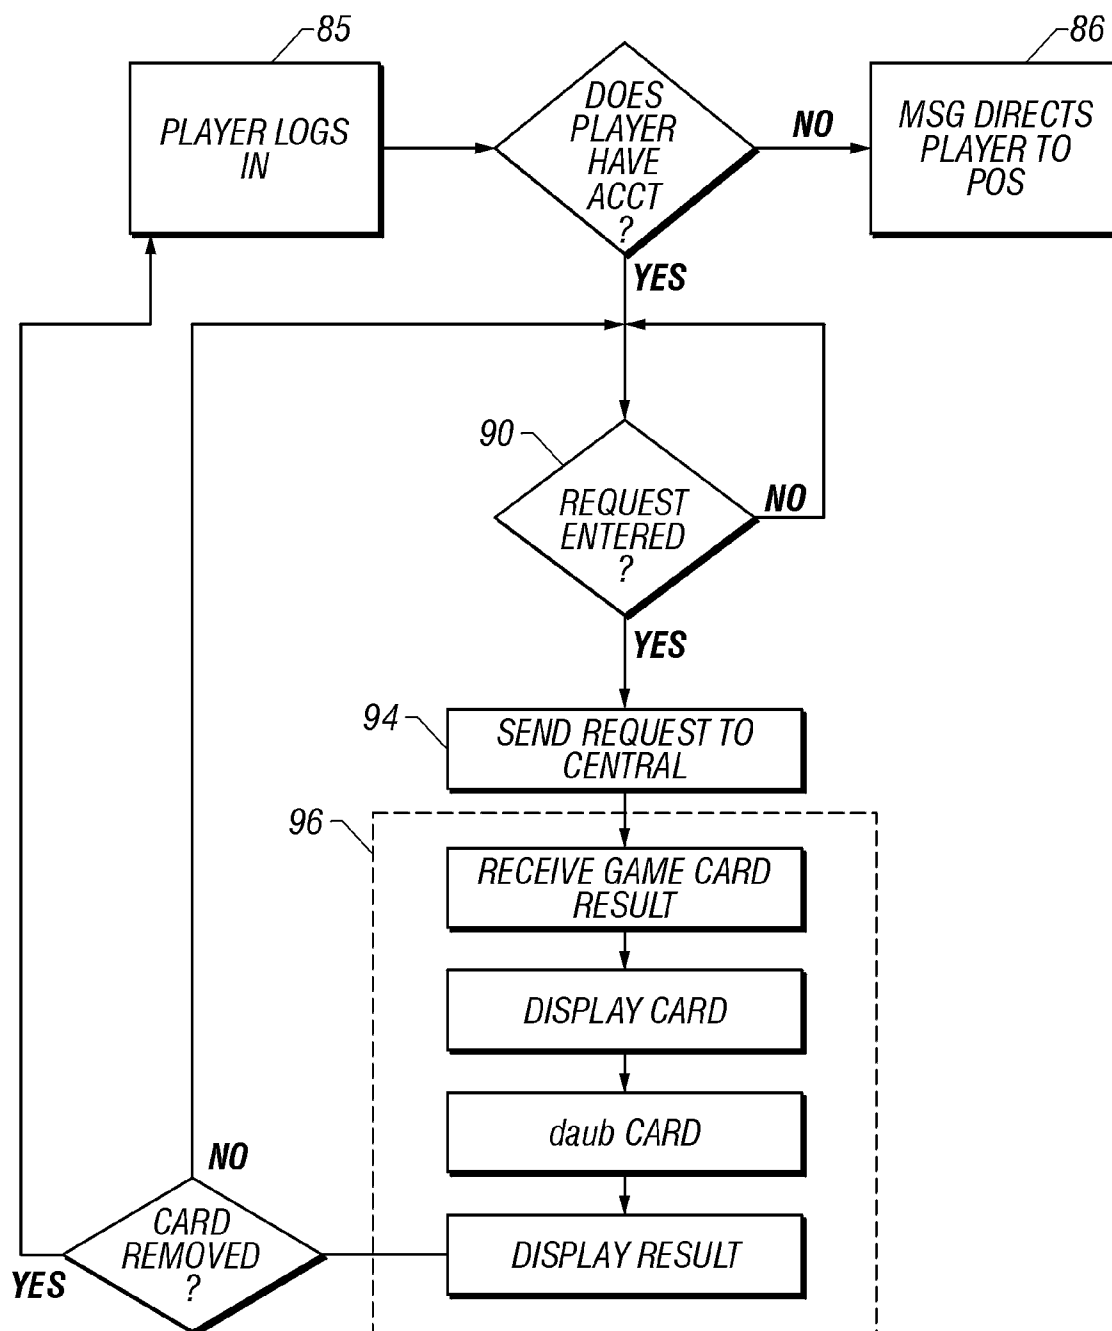 85
PLAYER LOGS
IN
DOES
PLAYER
HAVE
ACCT
?
NO
86
MSG DIRECTS
PLAYER TO
POS
YES
90
REQUEST
ENTERED
?
NO
YES
94
SEND REQUEST TO
CENTRAL
96
RECEIVE GAME CARD
RESULT
DISPLAY CARD
daub CARD
DISPLAY RESULT
NO
CARD
REMOVED
?
YES